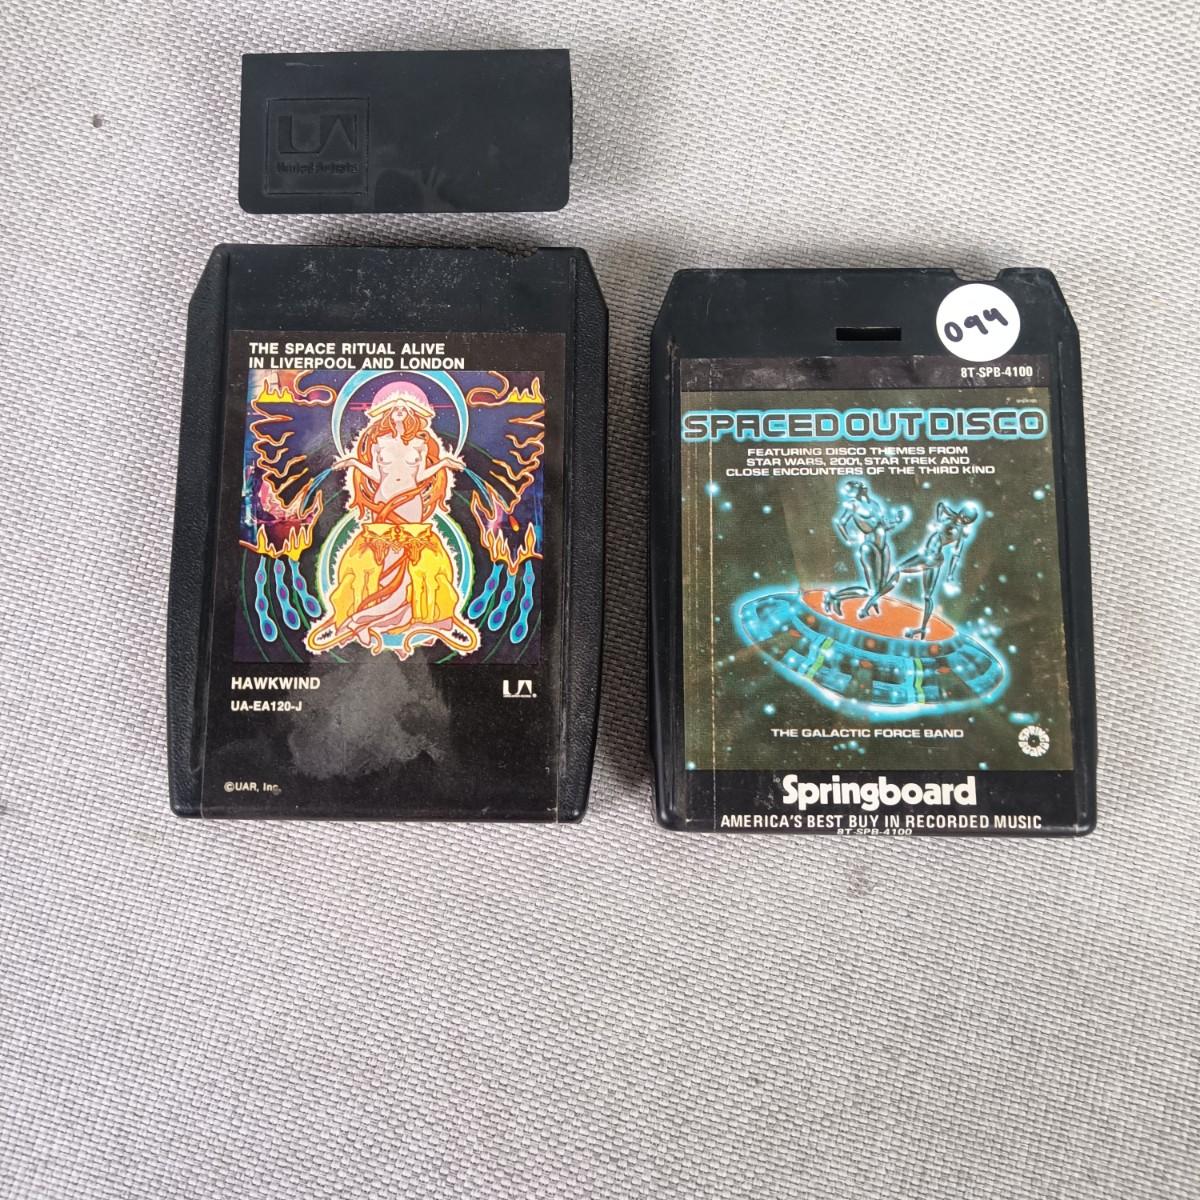 UA
United Artists
THE SPACE RITUAL ALIVE
IN LIVERPOOL AND LONDON
HAWKWIND
UA-EA120-J
UA
©UAR, Inc.
094
8T-SPB-4100
SPACED OUT DISCO
FEATURING DISCO THEMES FROM
STAR WARS, 2001, STAR TREK AND
CLOSE ENCOUNTERS OF THE THIRD KIND
THE GALACTIC FORCE BAND
Springboard
AMERICA'S BEST BUY IN RECORDED MUSIC
8T-SPB-4100